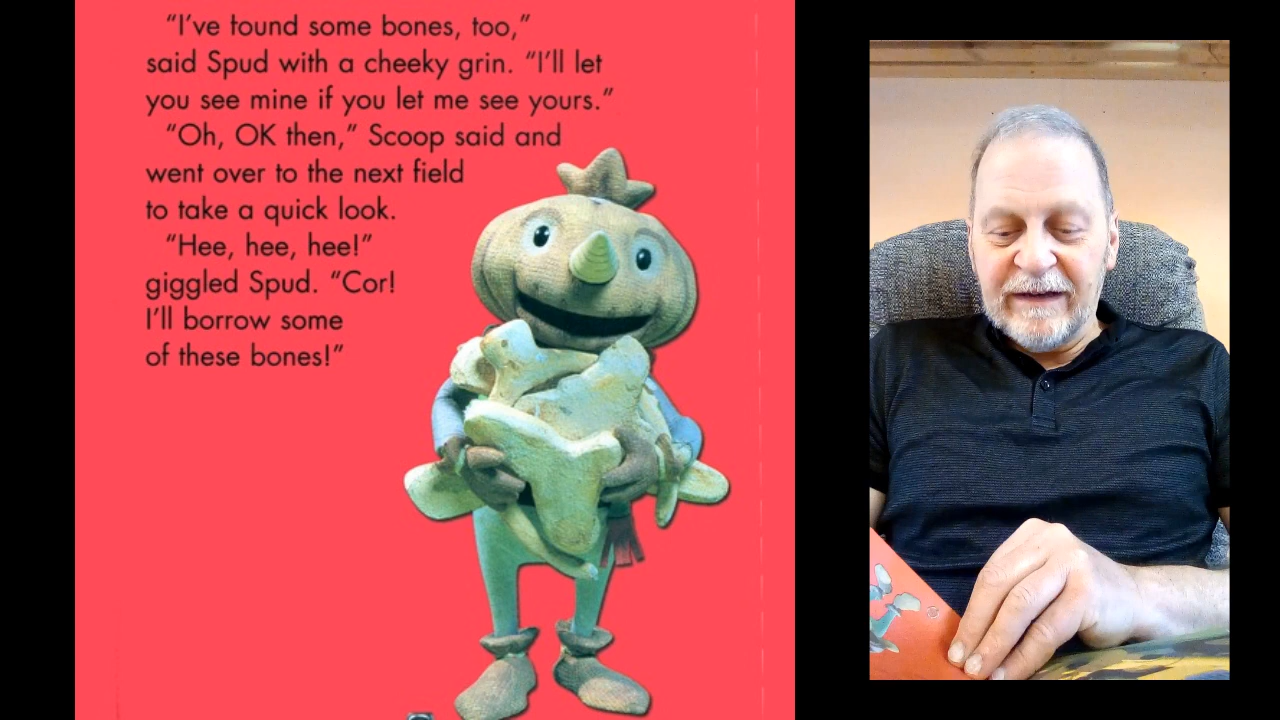 “I’ve found some bones, too,”
said Spud with a cheeky grin. “I’ll let
you see mine if you let me see yours.”
“Oh, OK then,” Scoop said and
went over to the next field
to take a quick look.
“Hee, hee, hee!”
giggled Spud. “Cor!
I’ll borrow some
of these bones!”